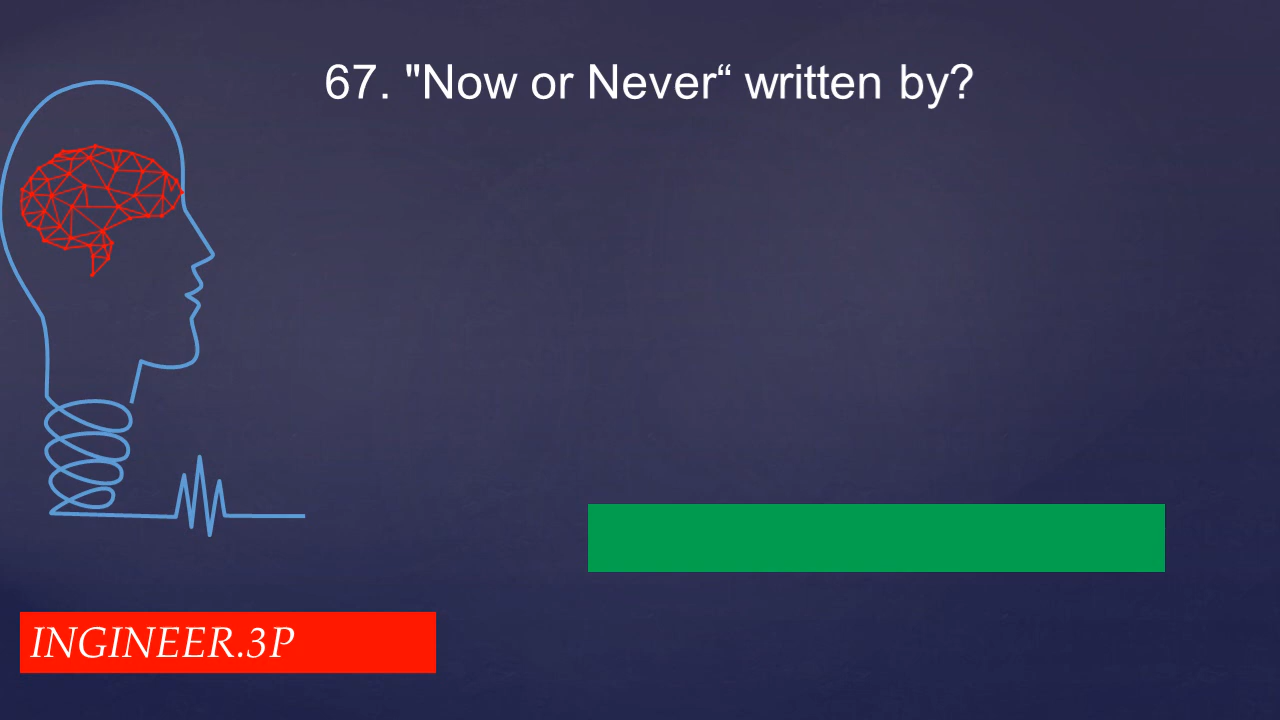 67. "Now or Never“ written by?
INGINEER.3P